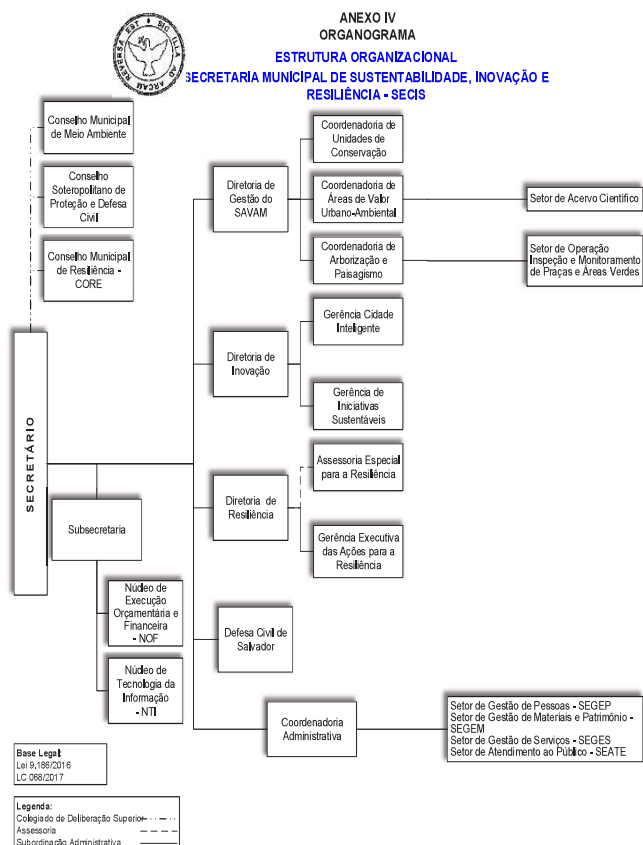 ANEXO IV
ORGANOGRAMA
ESTRUTURA ORGANIZACIONAL
SECRETARIA MUNICIPAL DE SUSTENTABILIDADE, INOVAÇÃO E
RESILIÊNCIA - SECIS
SIC ILLA AD ARCAM REVERSA EST
Conselho Municipal
de Meio Ambiente
Conselho
Soteropolitano de
Proteção e Defesa
Civil
Conselho Municipal
de Resiliência -
CORE
SECRETÁRIO
Subsecretaria
Núcleo de
Execução
Orçamentária e
Financeira
- NOF
Núcleo de
Tecnologia da
Informação
- NTI
Diretoria de
Gestão do
SAVAM
Coordenadoria de
Unidades de
Conservação
Coordenadoria de
Áreas de Valor
Urbano-Ambiental
Setor de Acervo Científico
Coordenadoria de
Arborização e
Paisagismo
Setor de Operação
Inspeção e Monitoramento
de Praças e Áreas Verdes
Diretoria de
Inovação
Gerência Cidade
Inteligente
Gerência de
Iniciativas
Sustentáveis
Diretoria de
Resiliência
Assessoria Especial
para a Resiliência
Gerência Executiva
das Ações para a
Resiliência
Defesa Civil de
Salvador
Coordenadoria
Administrativa
Setor de Gestão de Pessoas - SEGEP
Setor de Gestão de Materiais e Patrimônio -
SEGEM
Setor de Gestão de Serviços - SEGES
Setor de Atendimento ao Público - SEATE
Base Legal:
Lei 9.186/2016
LC 068/2017
Legenda:
Colegiado de Deliberação Superior
Assessoria
Subordinação Administrativa